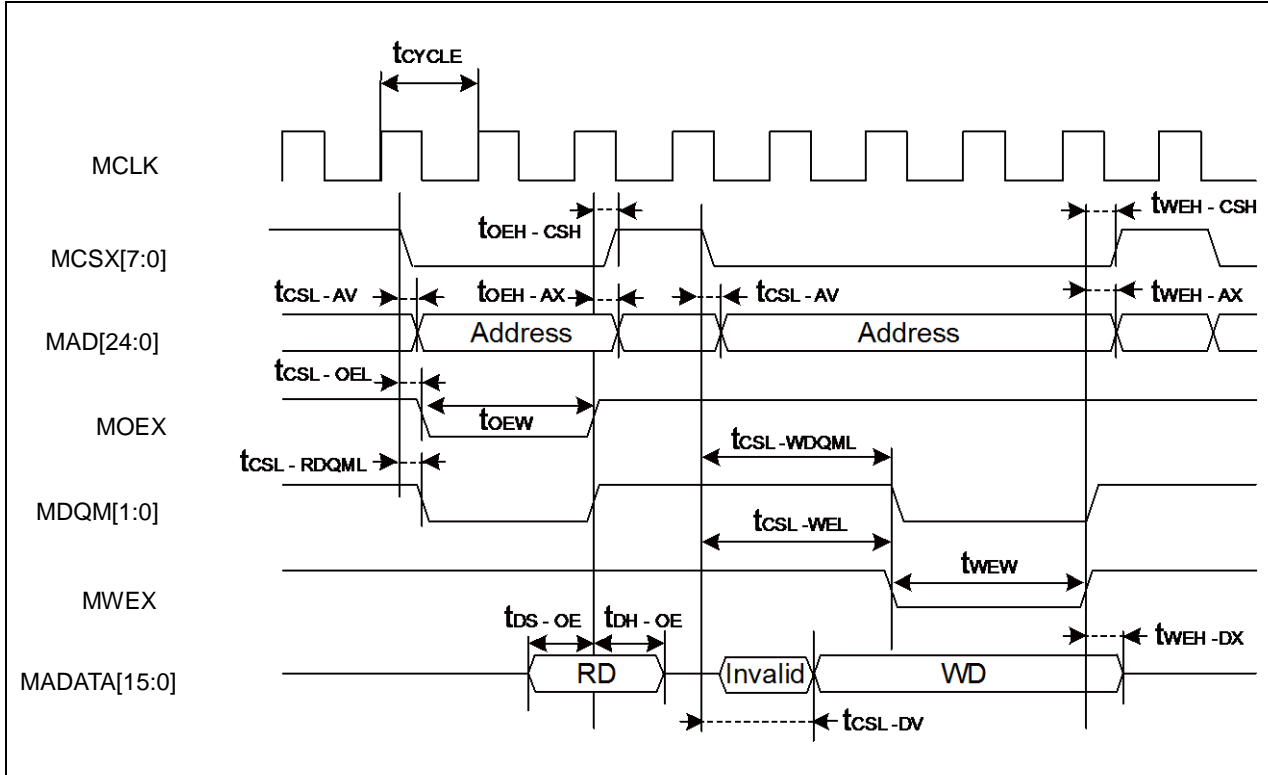 tCYCLE
MCLK
tOEH - CSH
tWEH - CSH
MCSX[7:0]
tCSL - AV
tOEH - AX
tCSL - AV
tWEH - AX
MAD[24:0]
Address
Address
tCSL - OEL
MOEX
tOEW
tCSL -WDQML
tCSL - RDQML
MDQM[1:0]
tCSL -WEL
tWEW
MWEX
tDS - OE
tDH - OE
tWEH -DX
MADATA[15:0]
RD
Invalid
WD
tCSL -DV